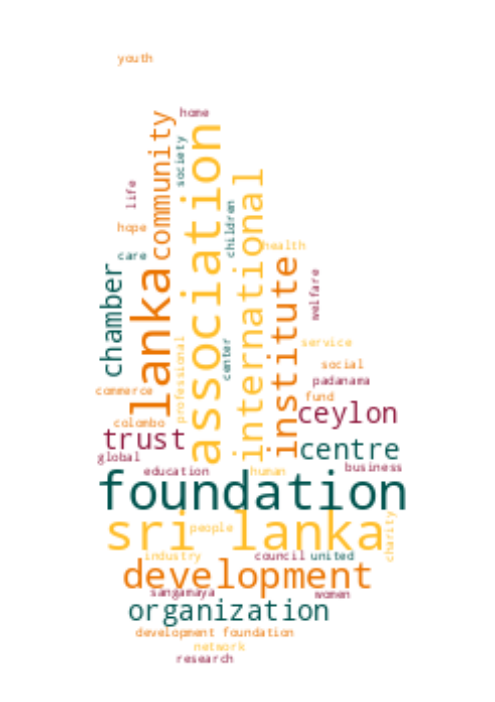 youth
home
community
society
association
life
international
children
hope
health
care
institute
chamber
lanka
welfare
center
professional
service
social
padanama
commerce
fund
ceylon
colombo
trust
centre
global
business
education
human
foundation
sri lanka
people
charity
industry
council
united
development
sangamaya
women
organization
development foundation
network
research